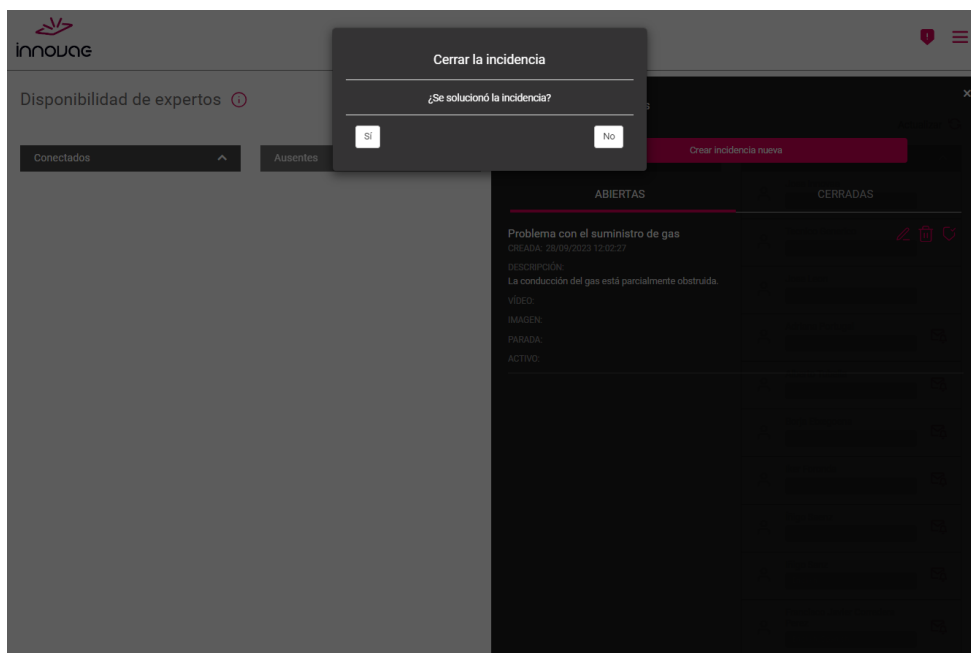 innovae
Cerrar la incidencia
¿Se solucionó la incidencia?
Sí
No
Disponibilidad de expertos
Conectados
Ausentes
Crear incidencia nueva
ABIERTAS
CERRADAS
Problema con el suministro de gas
CREADA: 28/09/2023 12:02:27
DESCRIPCIÓN:
La conducción del gas está parcialmente obstruida.
VÍDEO:
IMAGEN:
PARADA:
ACTIVO: